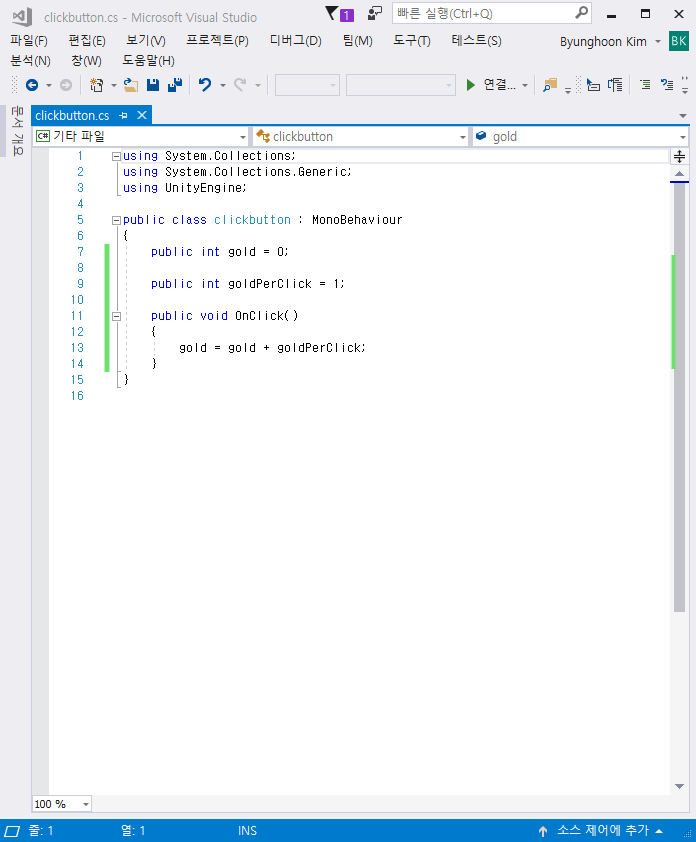 clickbutton.cs - Microsoft Visual Studio
1
빠른 실행(Ctrl+Q)
파일(F) 편집(E) 보기(V) 프로젝트(P) 디버그(D) 팀(M) 도구(T) 테스트(S)
Byunghoon Kim
BK
분석(N) 창(W) 도움말(H)
연결...
문서 개요
clickbutton.cs
C# 기타 파일
clickbutton
gold
1 using System.Collections;
2 using System.Collections.Generic;
3 using UnityEngine;
4
5 public class clickbutton : MonoBehaviour
6 {
7 public int gold = 0;
8
9 public int goldPerClick = 1;
10
11 public void OnClick()
12 {
13 gold = gold + goldPerClick;
14 }
15 }
16
100 %
줄: 1 열: 1 INS 소스 제어에 추가